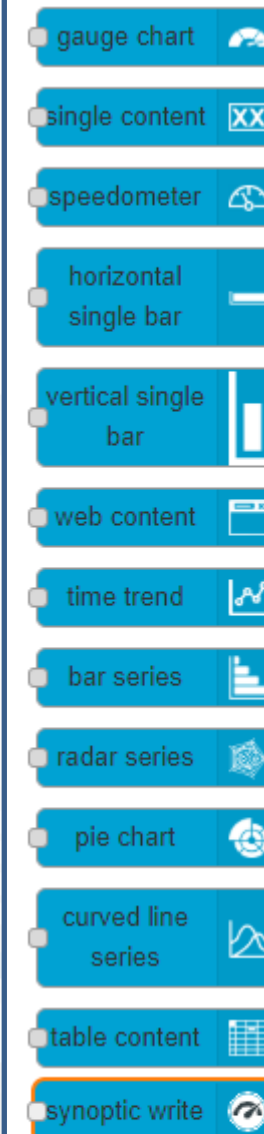 gauge chart
single content
XX
speedometer
horizontal
single bar
vertical single
bar
web content
time trend
bar series
radar series
pie chart
curved line
series
table content
synoptic write